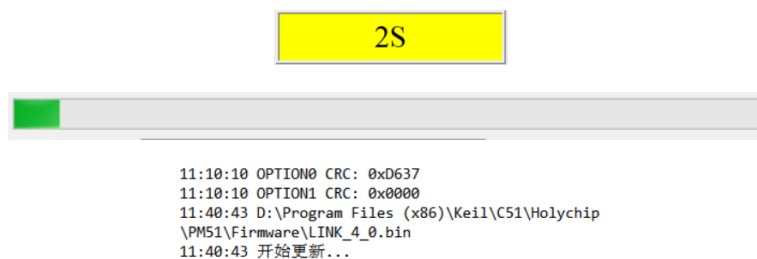 2S
11:10:10 OPTION0 CRC: 0xD637
11:10:10 OPTION1 CRC: 0x0000
11:40:43 D:\Program Files (x86)\Keil\C51\Holychip
\PM51\Firmware\LINK_4_0.bin
11:40:43 开始更新...